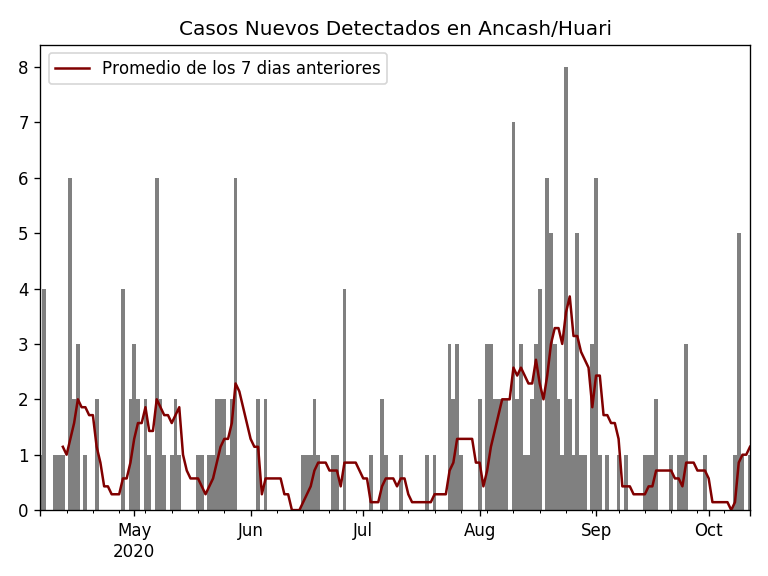 Casos Nuevos Detectados en Ancash/Huari
Promedio de los 7 dias anteriores
8
7
6
5
4
3
2
1
0
May
2020
Jun
Jul
Aug
Sep
Oct